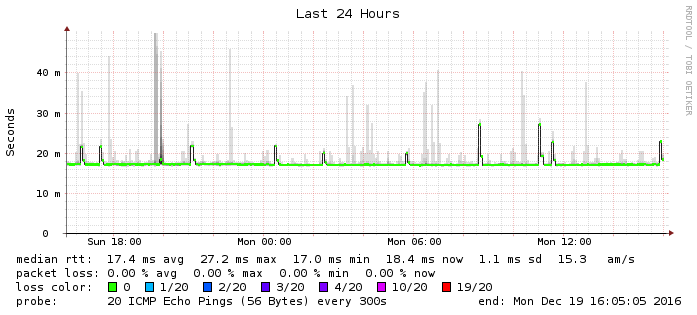 Last 24 Hours
RRDTOOL / TOBI OETIKER
Seconds
40 m
30 m
20 m
10 m
0
Sun 18:00 Mon 00:00 Mon 06:00 Mon 12:00
median rtt: 17.4 ms avg 27.2 ms max 17.0 ms min 18.4 ms now 1.1 ms sd 15.3 am/s
packet loss: 0.00 % avg 0.00 % max 0.00 % min 0.00 % now
loss color: 0 1/20 2/20 3/20 4/20 10/20 19/20
probe: 20 ICMP Echo Pings (56 Bytes) every 300s end: Mon Dec 19 16:05:05 2016